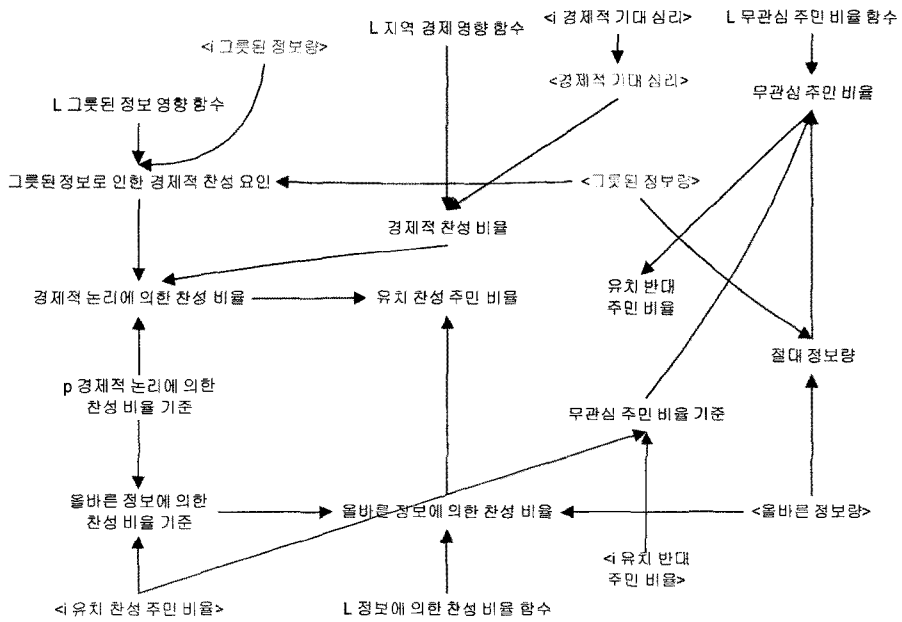 <i 경제적 기대 심리>
L 무관심 주민 비율 함수
L 지역 경제 영향 함수
<i 그릇된 정보량>
<경제적 기대 심리>
무관심 주민 비율
L 그릇된 정보 영향 함수
그릇된정보로 인한 경제적 찬성 요인
<그릇된 정보량>
경제적 찬성 비율
경제적 논리에 의한 찬성 비율
유치 찬성 주민 비율
유치 반대
주민 비율
절대 정보량
p 경제적 논리에 의한
찬성 비율 기준
무관심 주민 비율 기준
올바른 정보에 의한
찬성 비율 기준
올바른 정보에 의한 찬성 비율
<올바른 정보량>
<i 유치 반대
주민 비율>
<i 유치 찬성 주민 비율>
L 정보에 의한 찬성 비율 함수